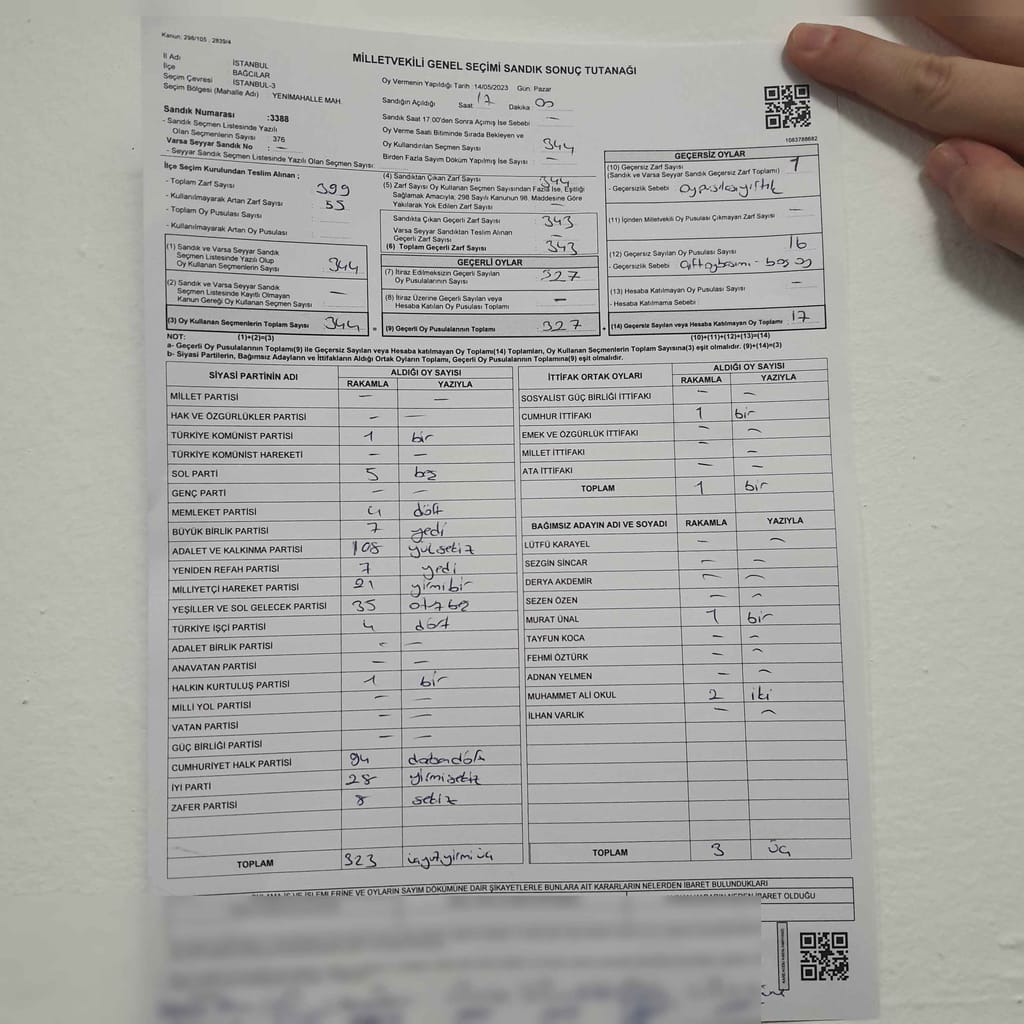 Kanun: 298/105 , 2839/4
MİLLETVEKİLİ GENEL SEÇİMİ SANDIK SONUÇ TUTANAĞI
İl Adı İSTANBUL
İlçe BAĞCILAR
Seçim Çevresi İSTANBUL-3
Seçim Bölgesi (Mahalle Adı) YENİMAHALLE MAH.
Sandık Numarası :3388
- Sandık Seçmen Listesinde Yazılı
Olan Seçmenlerin Sayısı 376
Varsa Seyyar Sandık No : —
- Seyyar Sandık Seçmen Listesinde Yazılı Olan Seçmen Sayısı:
Oy Vermenin Yapıldığı Tarih :14/05/2023 Gün: Pazar
Sandığın Açıldığı Saat 17 Dakika 00
Sandık Saat 17:00'den Sonra Açımış İse Sebebi —
Oy Verme Saati Bitiminde Sırada Bekleyen ve
Oy Kullandırılan Seçmen Sayısı 344
Birden Fazla Sayım Döküm Yapılmış İse Sayısı : —
1083788682
İlçe Seçim Kurulundan Teslim Alınan ;
- Toplam Zarf Sayısı 399
- Kullanılmayarak Artan Zarf Sayısı 55
- Toplam Oy Pusulası Sayısı
- Kullanılmayarak Artan Oy Pusulası
(1) Sandık ve Varsa Seyyar Sandık
Seçmen Listesinde Yazılı Olup
Oy Kullanan Seçmenlerin Sayısı 344
(2) Sandık ve Varsa Seyyar Sandık
Seçmen Listesinde Kayıtlı Olmayan
Kanun Gereği Oy Kullanan Seçmen Sayısı —
(3) Oy Kullanan Seçmenlerin Toplam Sayısı 344
(4) Sandıktan Çıkan Zarf Sayısı 344
(5) Zarf Sayısı Oy Kullanan Seçmen Sayısından Fazla İse, Eşitliği
Sağlamak Amacıyla, 298 Sayılı Kanunun 98. Maddesine Göre
Yakılarak Yok Edilen Zarf Sayısı —
Sandıkta Çıkan Geçerli Zarf Sayısı 343
Varsa Seyyar Sandıktan Teslim Alınan
Geçerli Zarf Sayısı —
(6) Toplam Geçerli Zarf Sayısı 343
GEÇERLİ OYLAR
(7) İtiraz Edilmeksizin Geçerli Sayılan
Oy Pusulalarının Sayısı 327
(8) İtiraz Üzerine Geçerli Sayılan veya
Hesaba Katılan Oy Pusulası Toplamı —
(9) Geçerli Oy Pusulalarının Toplamı 327
GEÇERSİZ OYLAR
(10) Geçersiz Zarf Sayısı 1
(Sandık ve Varsa Seyyar Sandık Geçersiz Zarf Toplamı)
- Geçersizlik Sebebi oy pusulası yırtık
(11) İçinden Milletvekili Oy Pusulası Çıkmayan Zarf Sayısı —
(12) Geçersiz Sayılan Oy Pusulası Sayısı 16
- Geçersizlik Sebebi Çift oy basımı - boş oy
(13) Hesaba Katılmayan Oy Pusulası Sayısı —
- Hesaba Katılmama Sebebi
(14) Geçersiz Sayılan veya Hesaba Katılmayan Oy Toplamı 17
NOT: (1)+(2)=(3) (10)+(11)+(12)+(13)=(14)
a- Geçerli Oy Pusulalarının Toplamı(9) ile Geçersiz Sayılan veya Hesaba katılmayan Oy Toplamı(14) Toplamları, Oy Kullanan Seçmenlerin Toplam Sayısına(3) eşit olmalıdır. (9)+(14)=(3)
b- Siyasi Partilerin, Bağımsız Adayların ve İttifakların Aldığı Ortak Oyların Toplamı, Geçerli Oy Pusulalarının Toplamına(9) eşit olmalıdır.
SİYASİ PARTİNİN ADI ALDIĞI OY SAYISI
RAKAMLA YAZIYLA
MİLLET PARTİSİ — —
HAK VE ÖZGÜRLÜKLER PARTİSİ — —
TÜRKİYE KOMÜNİST PARTİSİ 1 bir
TÜRKİYE KOMÜNİST HAREKETİ — —
SOL PARTİ 5 beş
GENÇ PARTİ — —
MEMLEKET PARTİSİ 4 dört
BÜYÜK BİRLİK PARTİSİ 7 yedi
ADALET VE KALKINMA PARTİSİ 108 yüzsekiz
YENİDEN REFAH PARTİSİ 7 yedi
MİLLİYETÇİ HAREKET PARTİSİ 21 yirmibir
YEŞİLLER VE SOL GELECEK PARTİSİ 35 otuz beş
TÜRKİYE İŞÇİ PARTİSİ 4 dört
ADALET BİRLİK PARTİSİ — —
ANAVATAN PARTİSİ — —
HALKIN KURTULUŞ PARTİSİ 1 bir
MİLLİ YOL PARTİSİ — —
VATAN PARTİSİ — —
GÜÇ BİRLİĞİ PARTİSİ — —
CUMHURİYET HALK PARTİSİ 94 doksandört
İYİ PARTİ 28 yirmisekiz
ZAFER PARTİSİ 8 sekiz
TOPLAM 323 üçyüzyirmi üç
İTTİFAK ORTAK OYLARI ALDIĞI OY SAYISI
RAKAMLA YAZIYLA
SOSYALİST GÜÇ BİRLİĞİ İTTİFAKI — —
CUMHUR İTTİFAKI 1 bir
EMEK VE ÖZGÜRLÜK İTTİFAKI — —
MİLLET İTTİFAKI — —
ATA İTTİFAKI — —
TOPLAM 1 bir
BAĞIMSIZ ADAYIN ADI VE SOYADI RAKAMLA YAZIYLA
LÜTFÜ KARAYEL — —
SEZGİN SİNCAR — —
DERYA AKDEMİR — —
SEZEN ÖZEN — —
MURAT ÜNAL 1 bir
TAYFUN KOCA — —
FEHMİ ÖZTÜRK — —
ADNAN YELMEN — —
MUHAMMET ALİ OKUL 2 iki
İLHAN VARLIK — —
TOPLAM 3 üç
İŞ VE İŞLEMLERİNE VE OYLARIN SAYIM DÖKÜMÜNE DAİR ŞİKAYETLERLE BUNLARA AİT KARARLARIN NELERDEN İBARET BULUNDUKLARI
NEDEN İBARET OLDUĞU